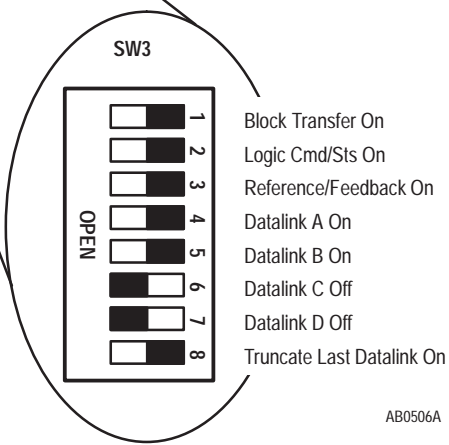 SW3
OPEN
1 Block Transfer On
2 Logic Cmd/Sts On
3 Reference/Feedback On
4 Datalink A On
5 Datalink B On
6 Datalink C Off
7 Datalink D Off
8 Truncate Last Datalink On
AB0506A